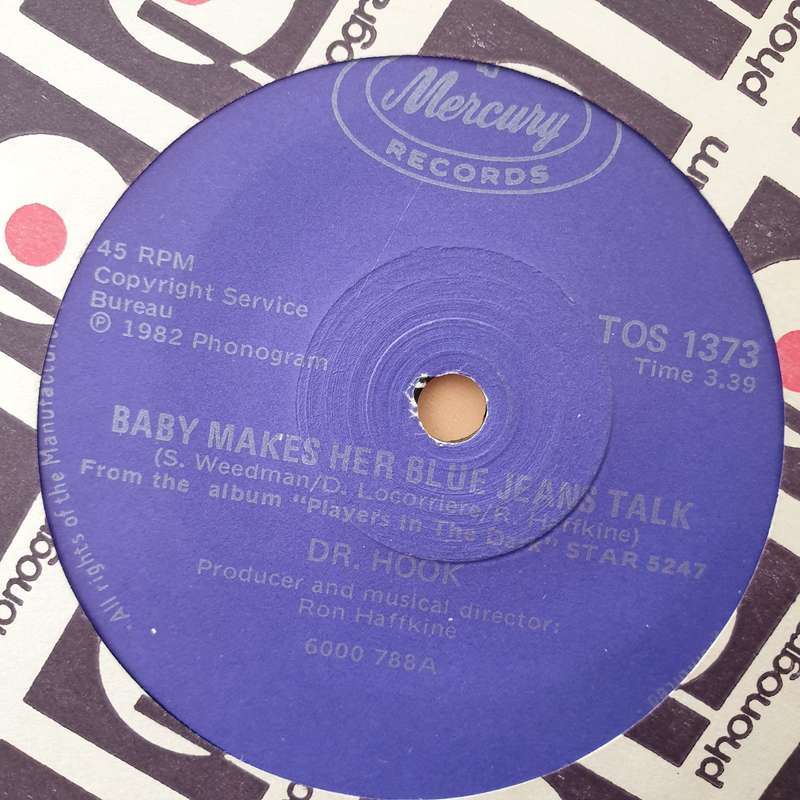 Mercury
RECORDS
45 RPM
Copyright Service
Bureau
℗ 1982 Phonogram
TOS 1373
Time 3.39
BABY MAKES HER BLUE JEANS TALK
(S. Weedman/D. Locorriere/R. Haffkine)
From the album "Players in The Dark" STAR 5247
DR. HOOK
Producer and musical director:
Ron Haffkine
6000 788A
· All rights of the Manufacture
phonogram
phonogram